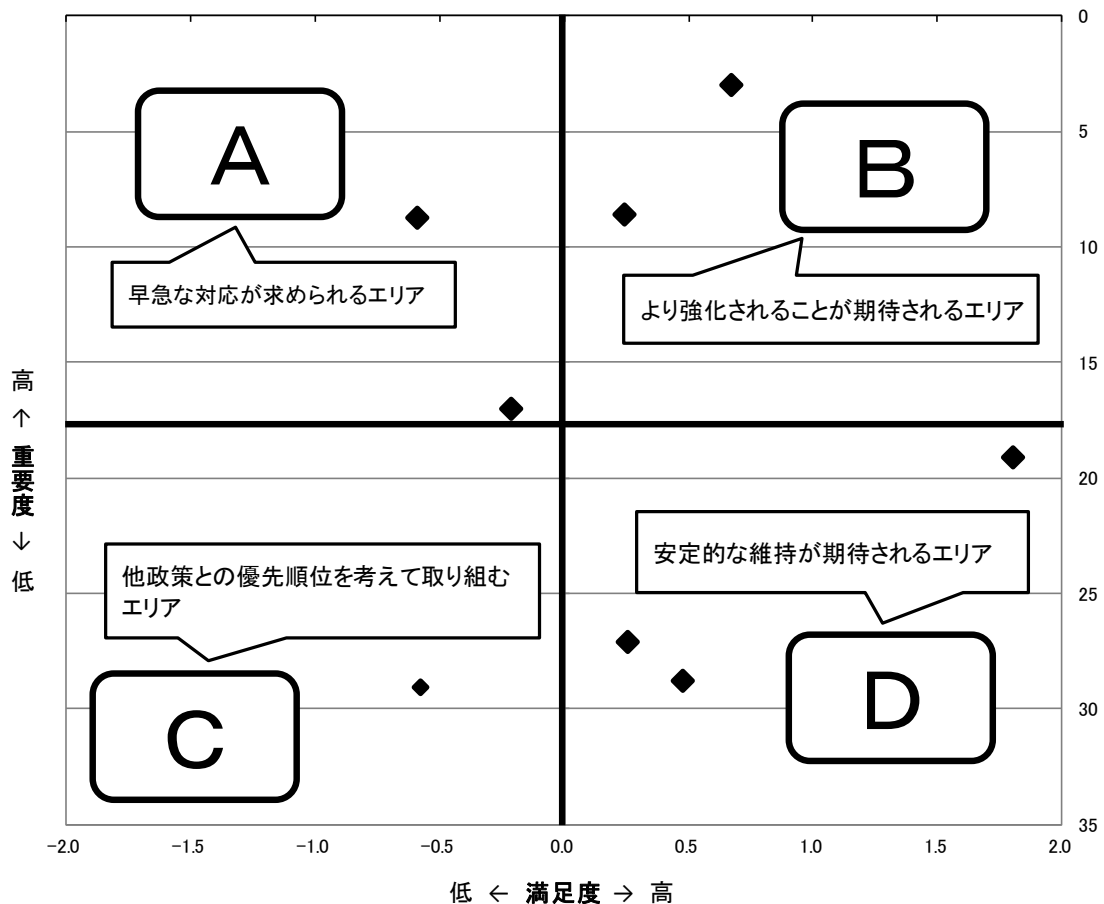 0
5
10
15
20
25
30
35
A
早急な対応が求められるエリア
B
より強化されることが期待されるエリア
高
↑
重要度
↓
低
他政策との優先順位を考えて取り組む
エリア
C
安定的な維持が期待されるエリア
D
-2.0 -1.5 -1.0 -0.5 0.0 0.5 1.0 1.5 2.0
低 ← 満足度 → 高